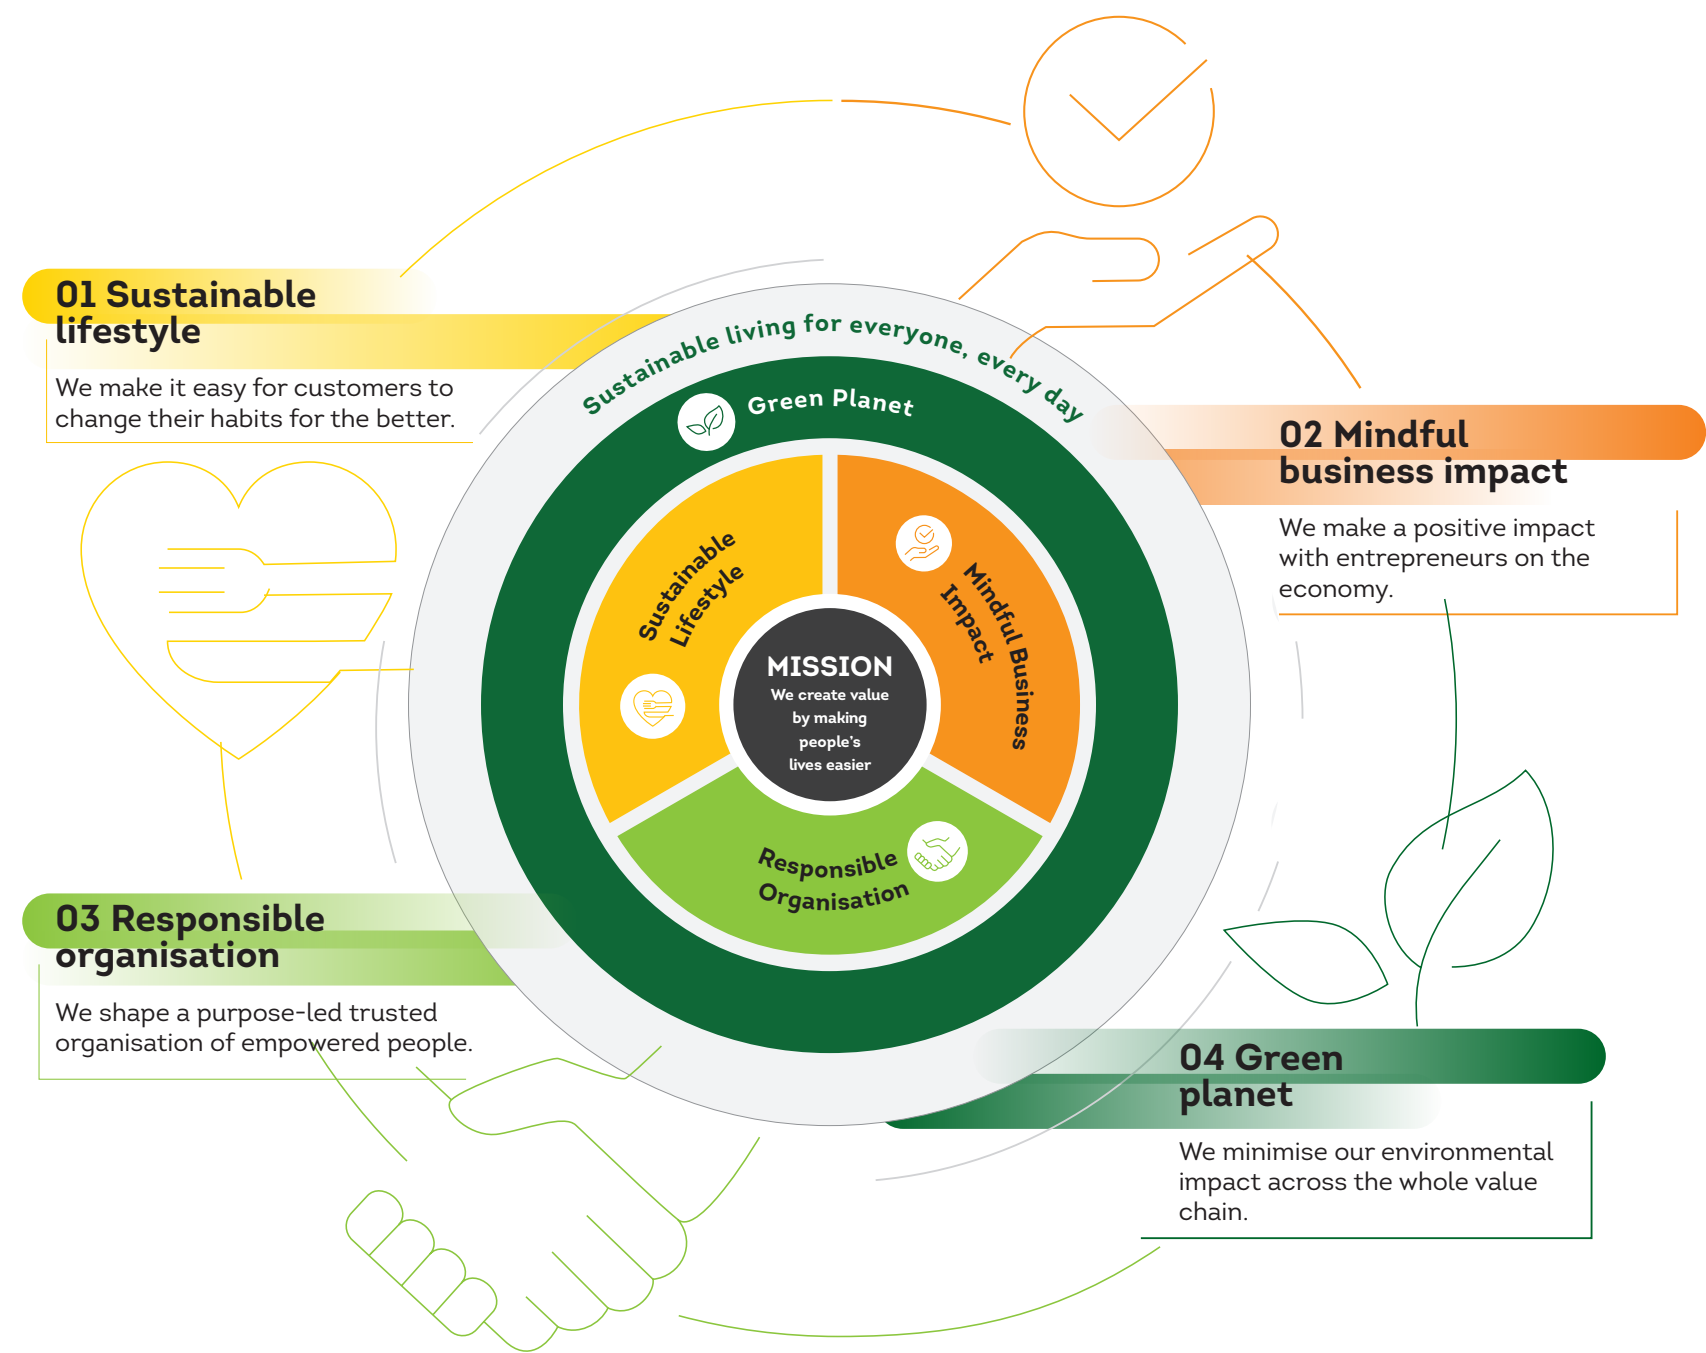 01 Sustainable
lifestyle
We make it easy for customers to
change their habits for the better.
02 Mindful
business impact
We make a positive impact
with entrepreneurs on the
economy.
03 Responsible
organisation
We shape a purpose-led trusted
organisation of empowered people.
04 Green
planet
We minimise our environmental
impact across the whole value
chain.
Sustainable living for everyone, every day
Green Planet
Sustainable
Lifestyle
Mindful Business
Impact
Responsible
Organisation
MISSION
We create value
by making
people's
lives easier